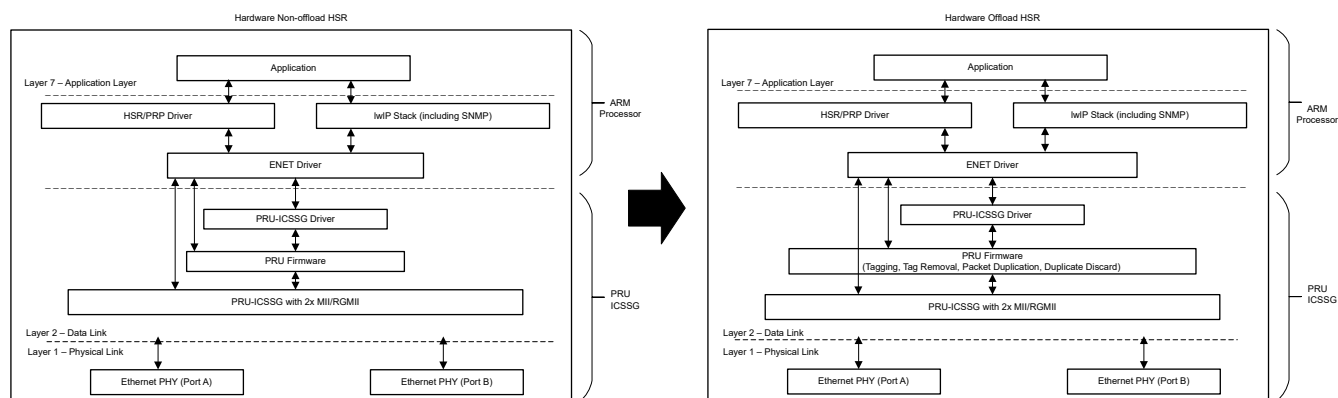 Hardware Non-offload HSR
Application
Layer 7 – Application Layer
HSR/PRP Driver
lwIP Stack (including SNMP)
ENET Driver
ARM
Processor
PRU-ICSSG Driver
PRU Firmware
PRU-ICSSG with 2x MII/RGMII
PRU
ICSSG
Layer 2 – Data Link
Layer 1 – Physical Link
Ethernet PHY (Port A)
Ethernet PHY (Port B)
Hardware Offload HSR
Application
Layer 7 – Application Layer
HSR/PRP Driver
lwIP Stack (including SNMP)
ENET Driver
ARM
Processor
PRU-ICSSG Driver
PRU Firmware
(Tagging, Tag Removal, Packet Duplication, Duplicate Discard)
PRU-ICSSG with 2x MII/RGMII
PRU
ICSSG
Layer 2 – Data Link
Layer 1 – Physical Link
Ethernet PHY (Port A)
Ethernet PHY (Port B)